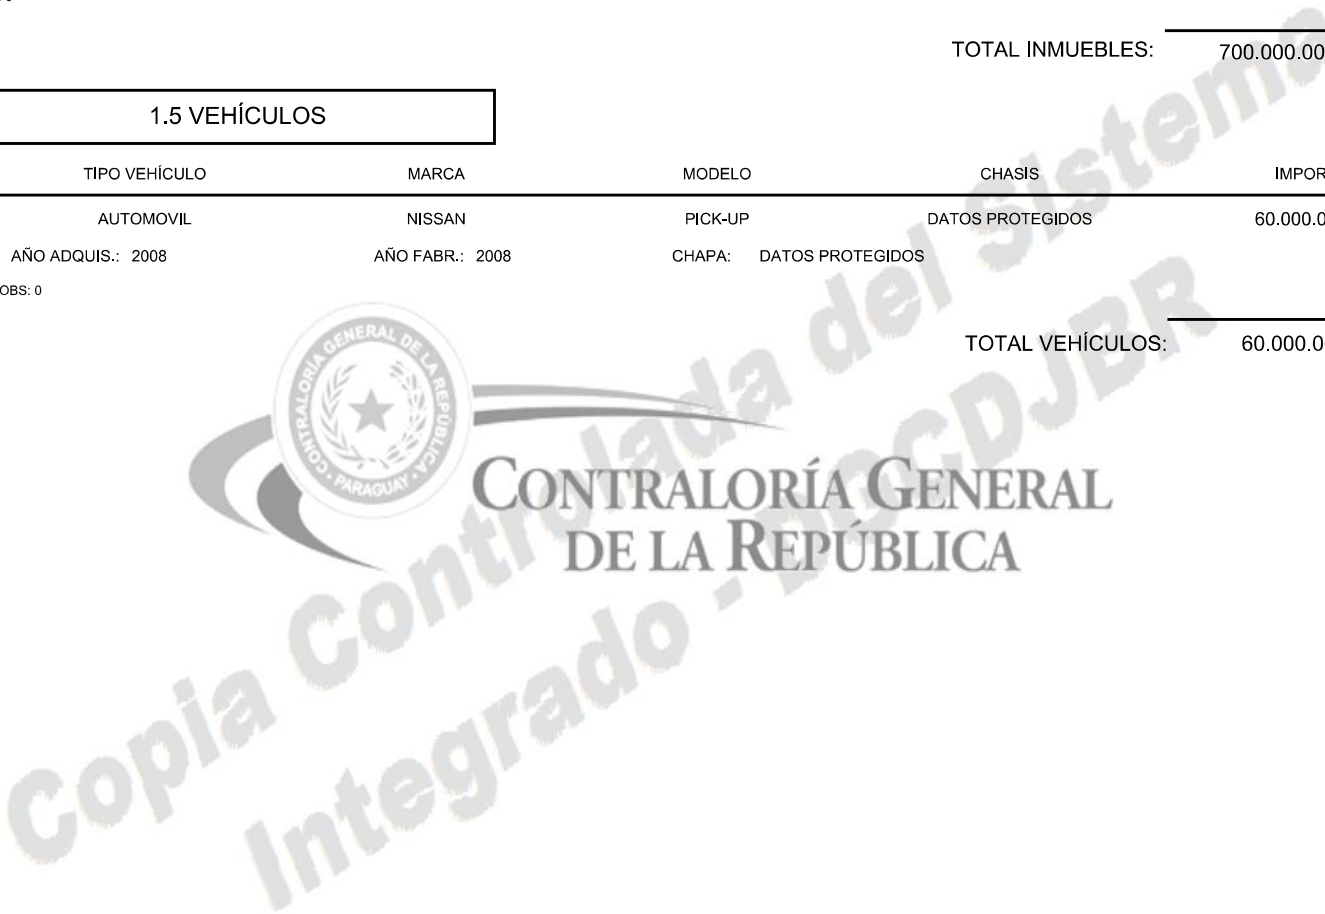 TOTAL INMUEBLES: 700.000.00
1.5 VEHÍCULOS
TIPO VEHÍCULO MARCA MODELO CHASIS IMPOR
AUTOMOVIL NISSAN PICK-UP DATOS PROTEGIDOS 60.000.0
AÑO ADQUIS.: 2008 AÑO FABR.: 2008 CHAPA: DATOS PROTEGIDOS
OBS: 0
TOTAL VEHÍCULOS: 60.000.0
CONTRALORÍA GENERAL DE LA REPÚBLICA
PARAGUAY
CONTRALORÍA GENERAL
DE LA REPÚBLICA
Copia Controlada del Sistema
Integrado - DGCDJBR